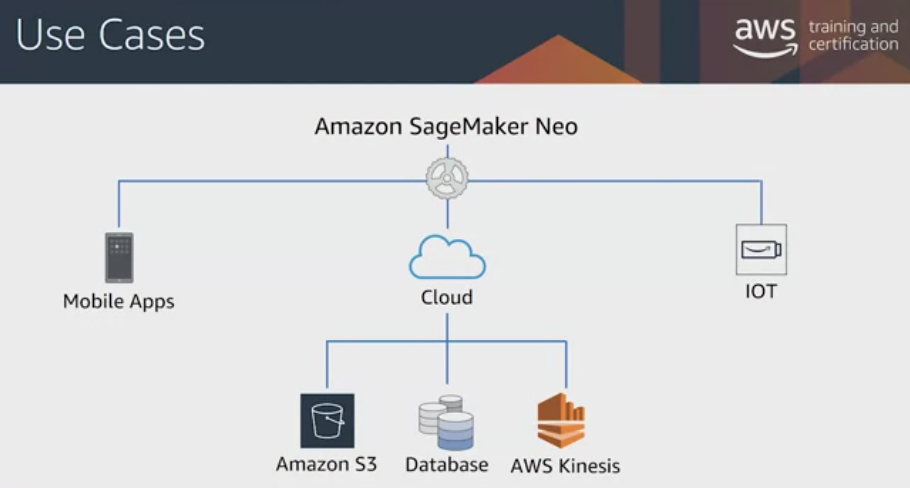 Use Cases
aws training and
certification
Amazon SageMaker Neo
Mobile Apps
Cloud
IOT
Amazon S3
Database
AWS Kinesis